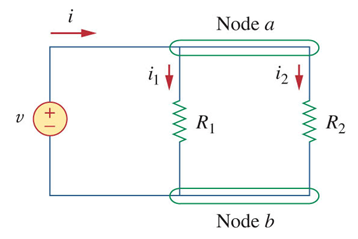 i
Node a
i₁
i₂
v
+
−
R₁
R₂
Node b